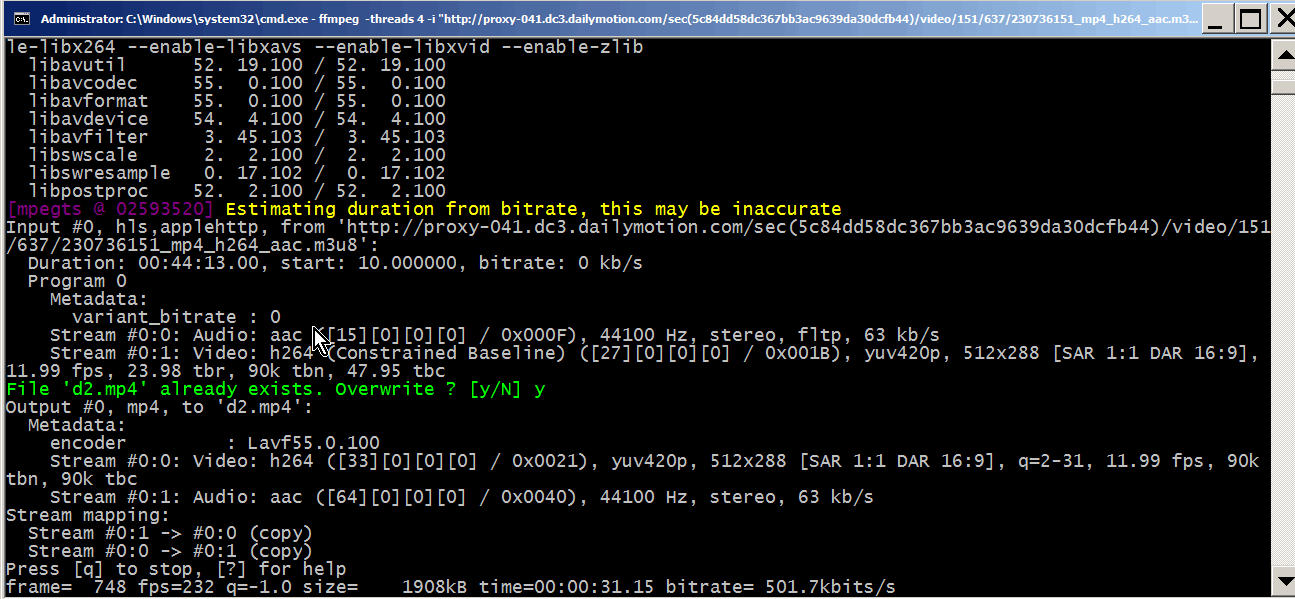 Administrator: C:\Windows\system32\cmd.exe - ffmpeg -threads 4 -i "http://proxy-041.dc3.dailymotion.com/sec(5c84dd58dc367bb3ac9639da30dcfb44)/video/151/637/230736151_mp4_h264_aac.m3...
le-libx264 --enable-libxavs --enable-libxvid --enable-zlib
libavutil 52. 19.100 / 52. 19.100
libavcodec 55. 0.100 / 55. 0.100
libavformat 55. 0.100 / 55. 0.100
libavdevice 54. 4.100 / 54. 4.100
libavfilter 3. 45.103 / 3. 45.103
libswscale 2. 2.100 / 2. 2.100
libswresample 0. 17.102 / 0. 17.102
libpostproc 52. 2.100 / 52. 2.100
[mpegts @ 02593520] Estimating duration from bitrate, this may be inaccurate
Input #0, hls,applehttp, from 'http://proxy-041.dc3.dailymotion.com/sec(5c84dd58dc367bb3ac9639da30dcfb44)/video/151
/637/230736151_mp4_h264_aac.m3u8':
Duration: 00:44:13.00, start: 10.000000, bitrate: 0 kb/s
Program 0
Metadata:
variant_bitrate : 0
Stream #0:0: Audio: aac ([15][0][0][0] / 0x000F), 44100 Hz, stereo, fltp, 63 kb/s
Stream #0:1: Video: h264 (Constrained Baseline) ([27][0][0][0] / 0x001B), yuv420p, 512x288 [SAR 1:1 DAR 16:9],
11.99 fps, 23.98 tbr, 90k tbn, 47.95 tbc
File 'd2.mp4' already exists. Overwrite ? [y/N] y
Output #0, mp4, to 'd2.mp4':
Metadata:
encoder : Lavf55.0.100
Stream #0:0: Video: h264 ([33][0][0][0] / 0x0021), yuv420p, 512x288 [SAR 1:1 DAR 16:9], q=2-31, 11.99 fps, 90k
tbn, 90k tbc
Stream #0:1: Audio: aac ([64][0][0][0] / 0x0040), 44100 Hz, stereo, 63 kb/s
Stream mapping:
Stream #0:1 -> #0:0 (copy)
Stream #0:0 -> #0:1 (copy)
Press [q] to stop, [?] for help
frame= 748 fps=232 q=-1.0 size= 1908kB time=00:00:31.15 bitrate= 501.7kbits/s